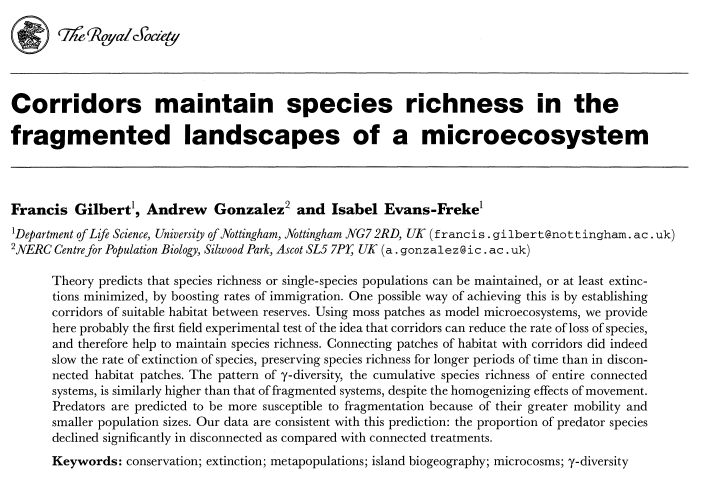 The Royal Society
Corridors maintain species richness in the
fragmented landscapes of a microecosystem
Francis Gilbert¹, Andrew Gonzalez² and Isabel Evans-Freke¹
¹Department of Life Science, University of Nottingham, Nottingham NG7 2RD, UK (francis.gilbert@nottingham.ac.uk)
²NERC Centre for Population Biology, Silwood Park, Ascot SL5 7PY, UK (a.gonzalez@ic.ac.uk)
Theory predicts that species richness or single-species populations can be maintained, or at least extinc-
tions minimized, by boosting rates of immigration. One possible way of achieving this is by establishing
corridors of suitable habitat between reserves. Using moss patches as model microecosystems, we provide
here probably the first field experimental test of the idea that corridors can reduce the rate of loss of species,
and therefore help to maintain species richness. Connecting patches of habitat with corridors did indeed
slow the rate of extinction of species, preserving species richness for longer periods of time than in discon-
nected habitat patches. The pattern of γ-diversity, the cumulative species richness of entire connected
systems, is similarly higher than that of fragmented systems, despite the homogenizing effects of movement.
Predators are predicted to be more susceptible to fragmentation because of their greater mobility and
smaller population sizes. Our data are consistent with this prediction: the proportion of predator species
declined significantly in disconnected as compared with connected treatments.
Keywords: conservation; extinction; metapopulations; island biogeography; microcosms; γ-diversity